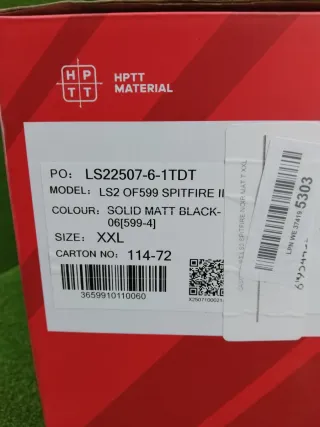 H P
T T
HPTT
MATERIAL
PO: LS22507-6-1TDT
MODEL: LS2 OF599 SPITFIRE II
COLOUR: SOLID MATT BLACK-
06[599-4]
SIZE: XXL
CARTON NO: 114-72
3659910110060
5303